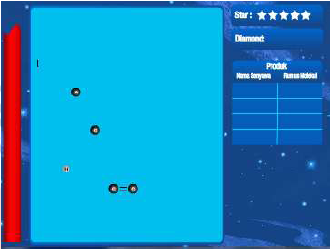 Star :
Diamond:
Produk
Nama Senyawa Rumus Molekul
H